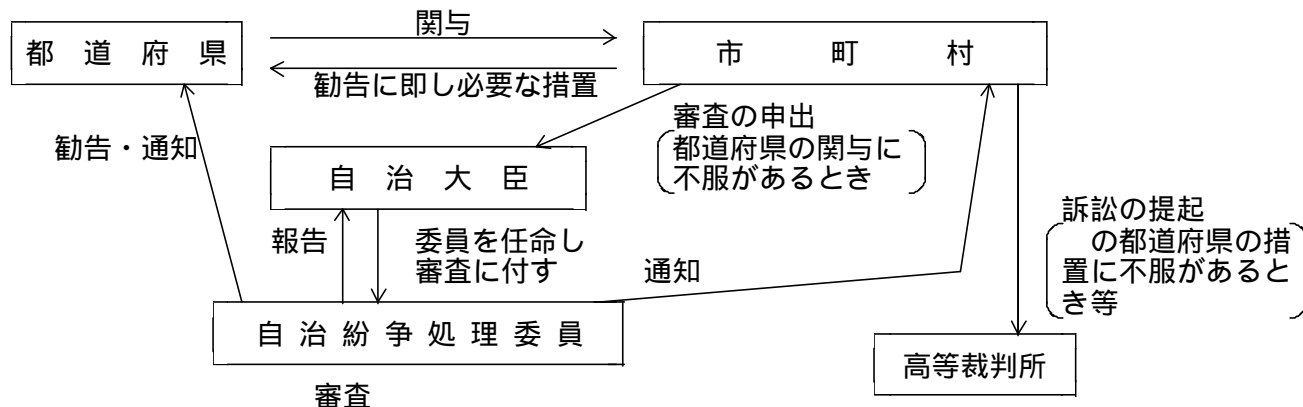 関与
都道府県
市町村
勧告に即し必要な措置
審査の申出
都道府県の関与に
不服があるとき
勧告・通知
自治大臣
報告
委員を任命し
審査に付す
通知
訴訟の提起
の都道府県の措
置に不服があると
き等
自治紛争処理委員
高等裁判所
審査